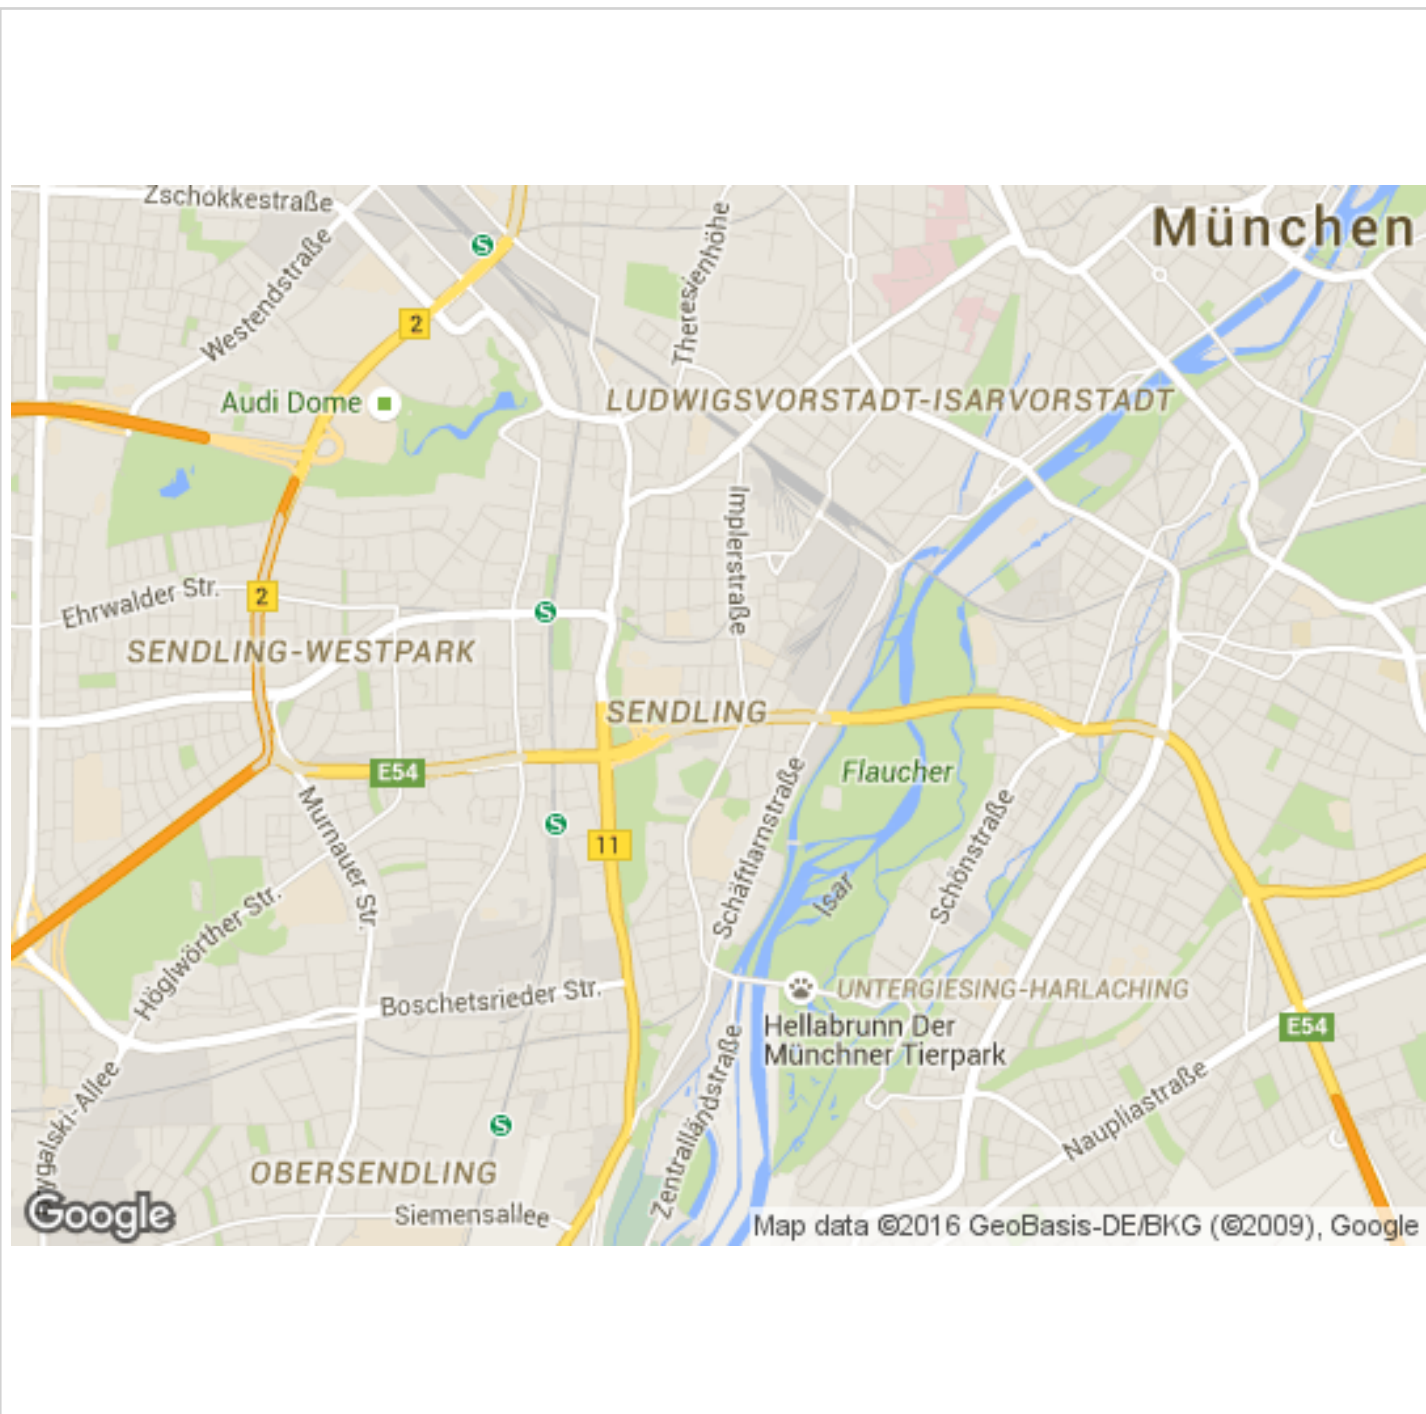 Zschokkestraße
München
Westendstraße
Theresienhöhe
S
2
Audi Dome
LUDWIGSVORSTADT-ISARVORSTADT
Implerstraße
Ehrwalder Str.
2
S
SENDLING-WESTPARK
SENDLING
E54
Flaucher
Murnauer Str.
S
11
Schäftlarnstraße
Schönstraße
Isar
Höglwörther Str.
Boschetsrieder Str.
UNTERGIESING-HARLACHING
Hellabrunn Der
Münchner Tierpark
E54
Zentralländstraße
Naupliastraße
S
OBERSENDLING
Siemensallee
Google
Map data ©2016 GeoBasis-DE/BKG (©2009), Google